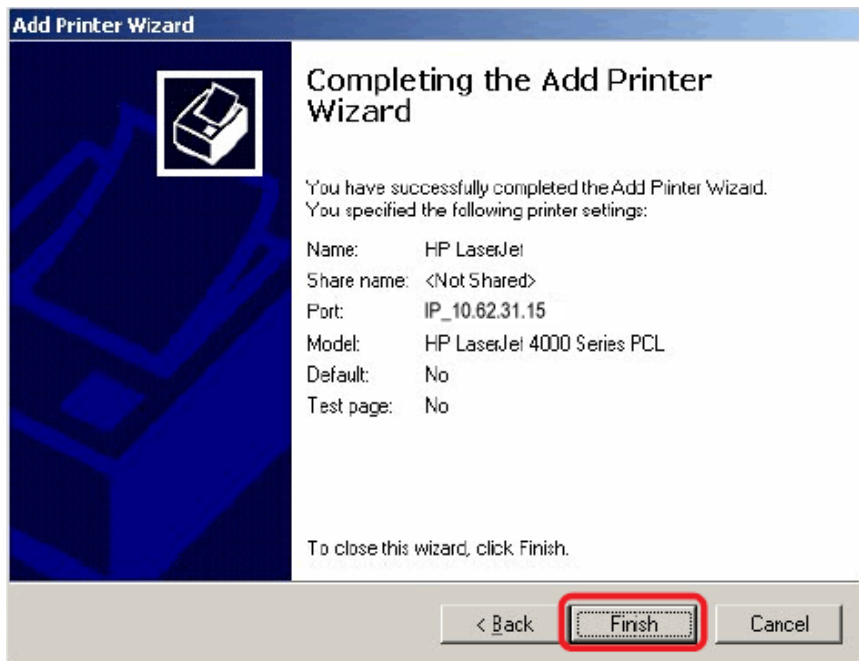 Add Printer Wizard
Completing the Add Printer
Wizard
You have successfully completed the Add Printer Wizard.
You specified the following printer settings:
Name: HP LaserJet
Share name: <Not Shared>
Port: IP_10.62.31.15
Model: HP LaserJet 4000 Series PCL
Default: No
Test page: No
To close this wizard, click Finish.
< Back Finish Cancel